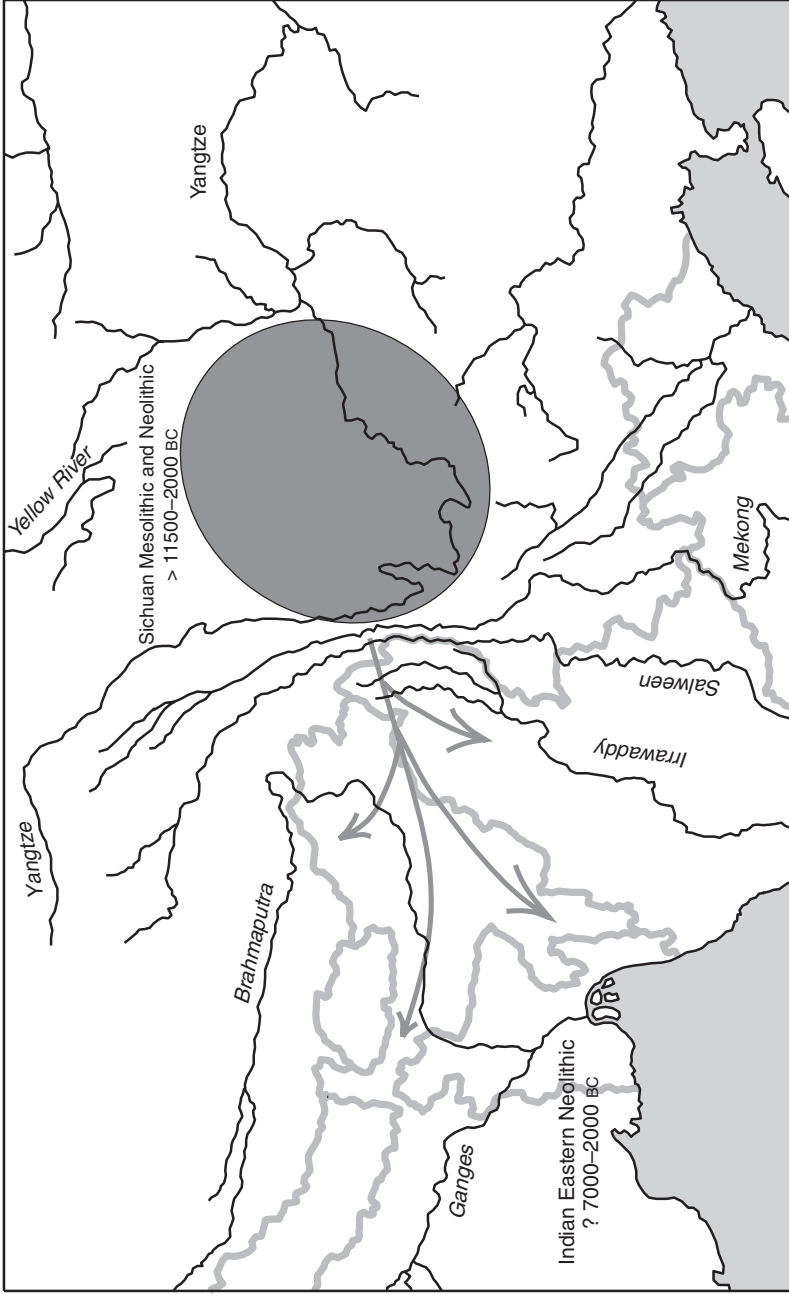 Yangtze
Yangtze
Yellow River
Sichuan Mesolithic and Neolithic
> 11500–2000 BC
Brahmaputra
Ganges
Indian Eastern Neolithic
? 7000–2000 BC
Irrawaddy
Salween
Mekong